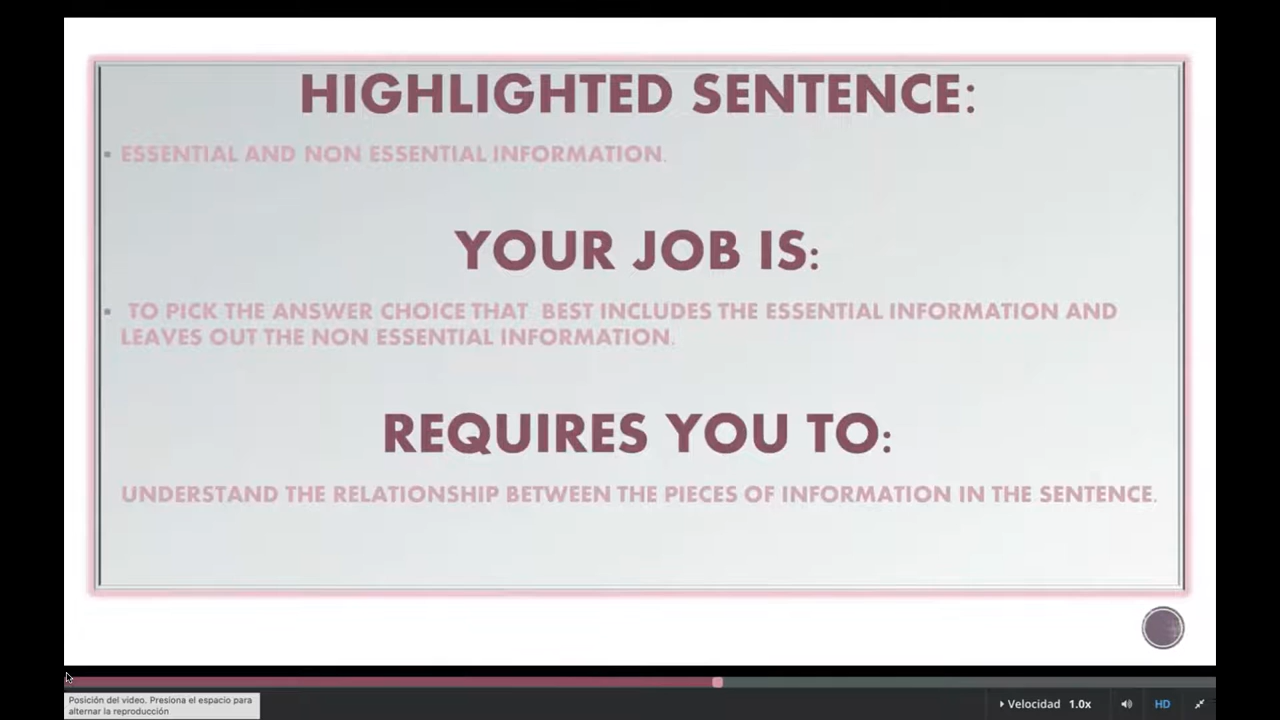 HIGHLIGHTED SENTENCE:
ESSENTIAL AND NON ESSENTIAL INFORMATION.
YOUR JOB IS:
TO PICK THE ANSWER CHOICE THAT BEST INCLUDES THE ESSENTIAL INFORMATION AND
LEAVES OUT THE NON ESSENTIAL INFORMATION.
REQUIRES YOU TO:
UNDERSTAND THE RELATIONSHIP BETWEEN THE PIECES OF INFORMATION IN THE SENTENCE.
Posición del video. Presiona el espacio para
alternar la reproducción
Velocidad 1.0x
HD